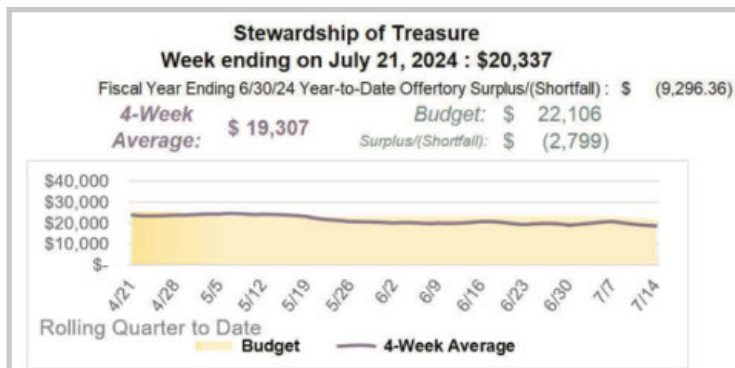 Stewardship of Treasure
Week ending on July 21, 2024 : $20,337
Fiscal Year Ending 6/30/24 Year-to-Date Offertory Surplus/(Shortfall) : $ (9,296.36)
4-Week Average: $ 19,307
Budget: $ 22,106
Surplus/(Shortfall): $ (2,799)
$40,000
$30,000
$20,000
$10,000
$-
4/21 4/28 5/5 5/12 5/19 5/26 6/2 6/9 6/16 6/23 6/30 7/7 7/14
Rolling Quarter to Date
Budget 4-Week Average